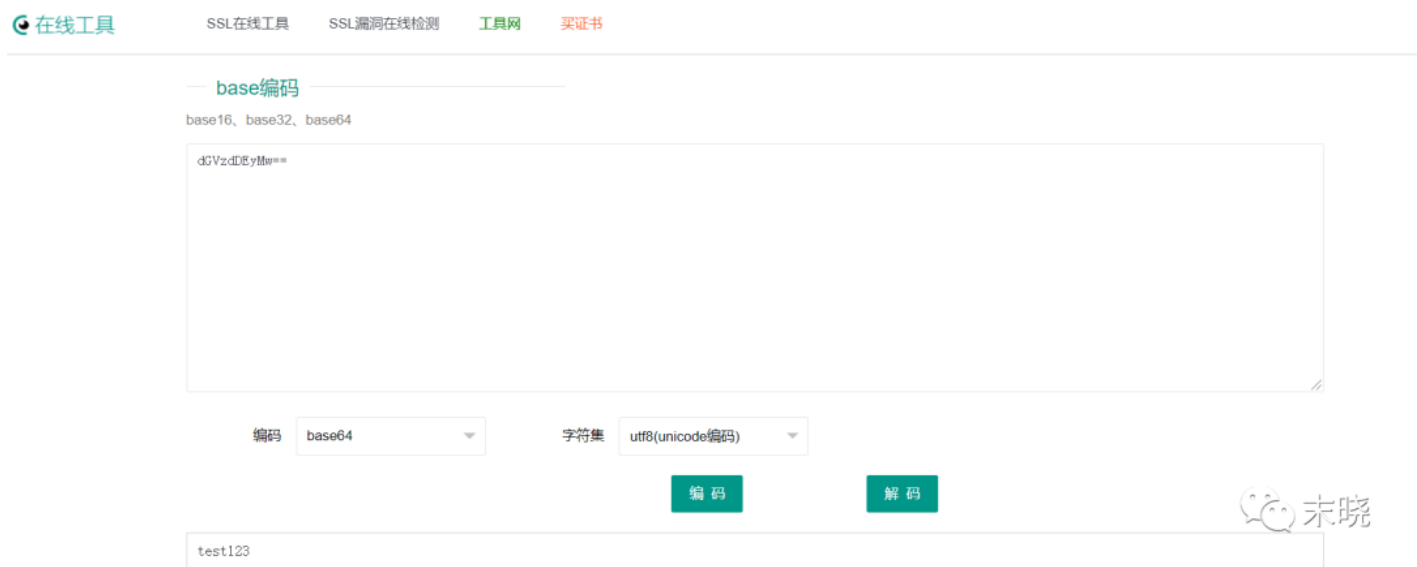 在线工具 SSL在线工具 SSL漏洞在线检测 工具网 买证书
base编码
base16、base32、base64
dGVzdDEyMw==
编码 base64 字符集 utf8(unicode编码)
编 码 解 码
末晓
test123